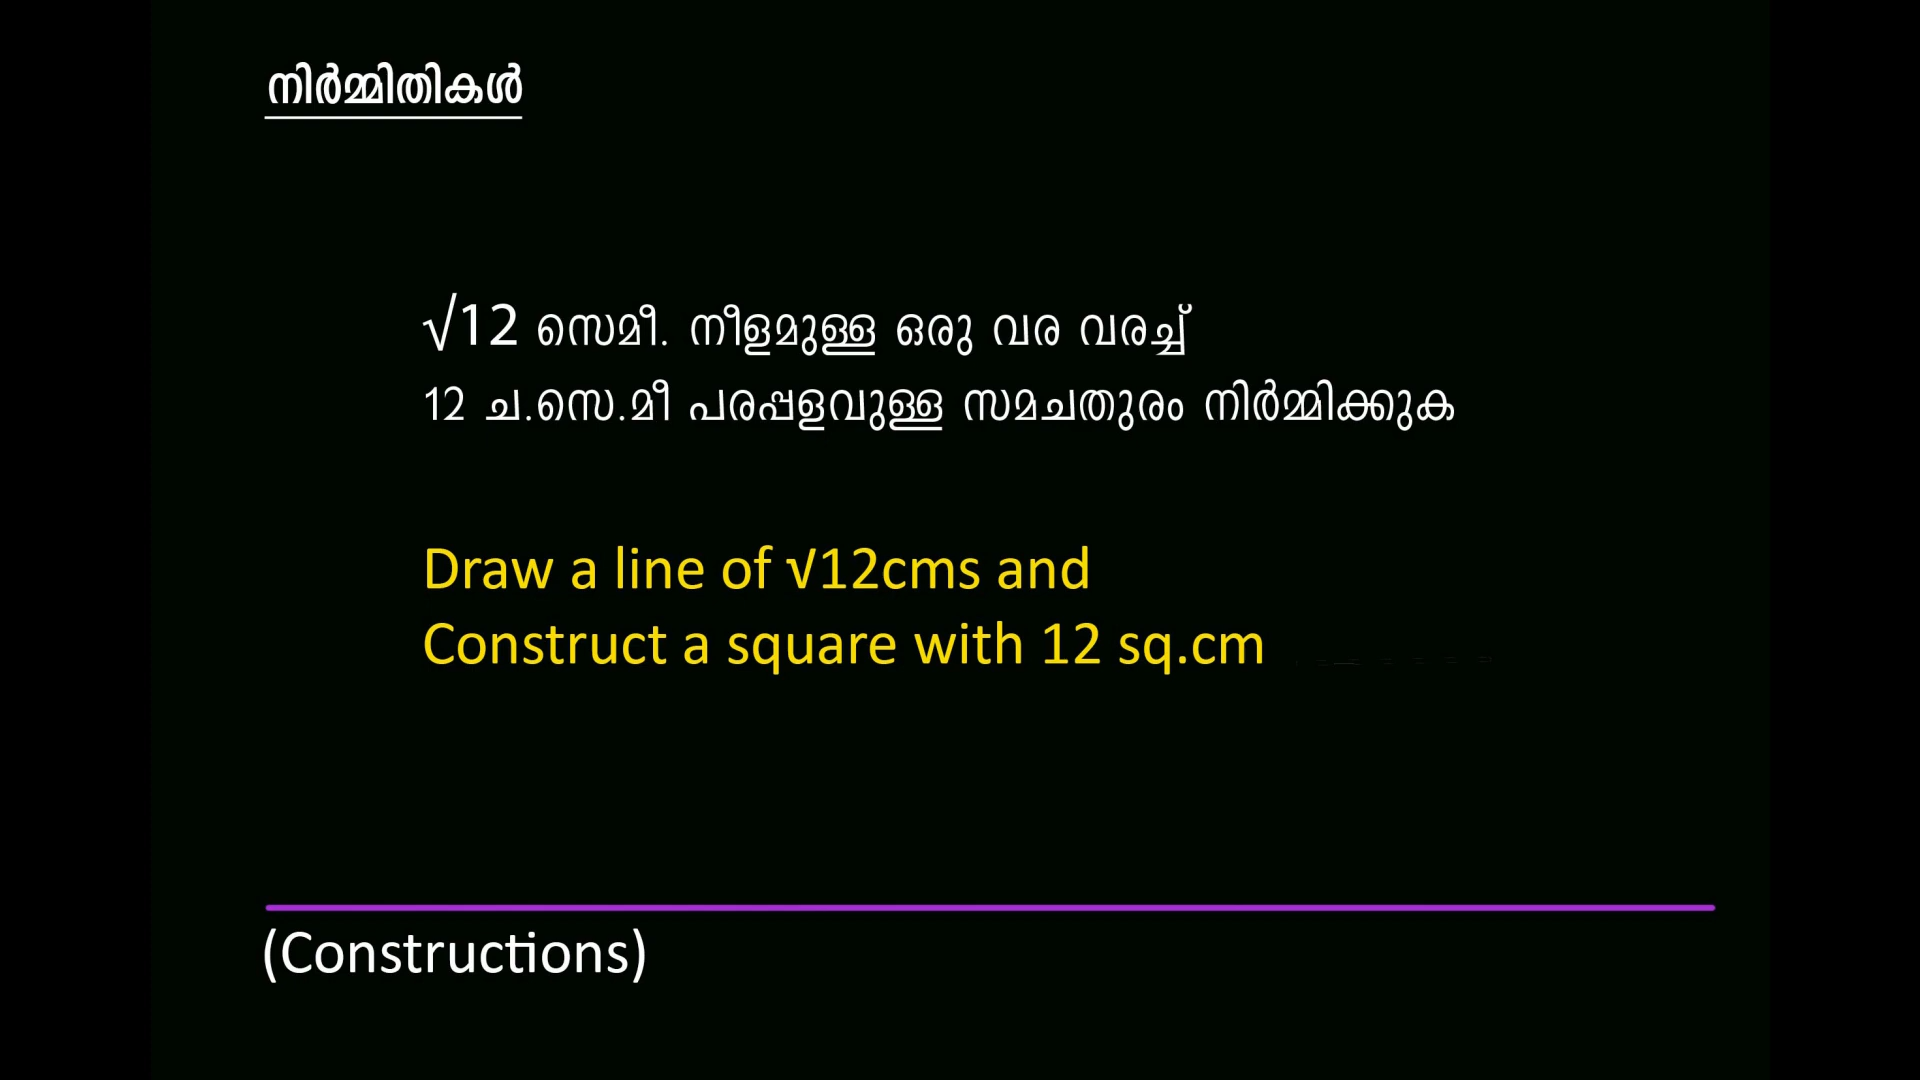 നിർമ്മിതികൾ
√12 സെമീ. നീളമുള്ള ഒരു വര വരച്ച്
12 ച.സെ.മീ പരപ്പളവുള്ള സമചതുരം നിർമ്മിക്കുക
Draw a line of √12cms and
Construct a square with 12 sq.cm
(Constructions)